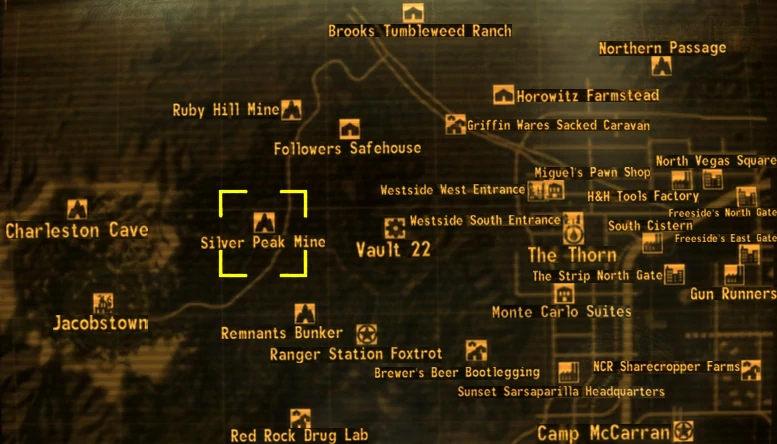 Brooks Tumbleweed Ranch
Northern Passage
Horowitz Farmstead
Ruby Hill Mine
Griffin Wares Sacked Caravan
Followers Safehouse
North Vegas Square
Miguel's Pawn Shop
Westside West Entrance
H&H Tools Factory
Freeside's North Gate
Charleston Cave
Silver Peak Mine
Westside South Entrance
South Cistern
Freeside's East Gate
Vault 22
The Thorn
The Strip North Gate
Gun Runners
Monte Carlo Suites
Jacobstown
Remnants Bunker
Ranger Station Foxtrot
Brewer's Beer Bootlegging
NCR Sharecropper Farms
Sunset Sarsaparilla Headquarters
Red Rock Drug Lab
Camp McCarran